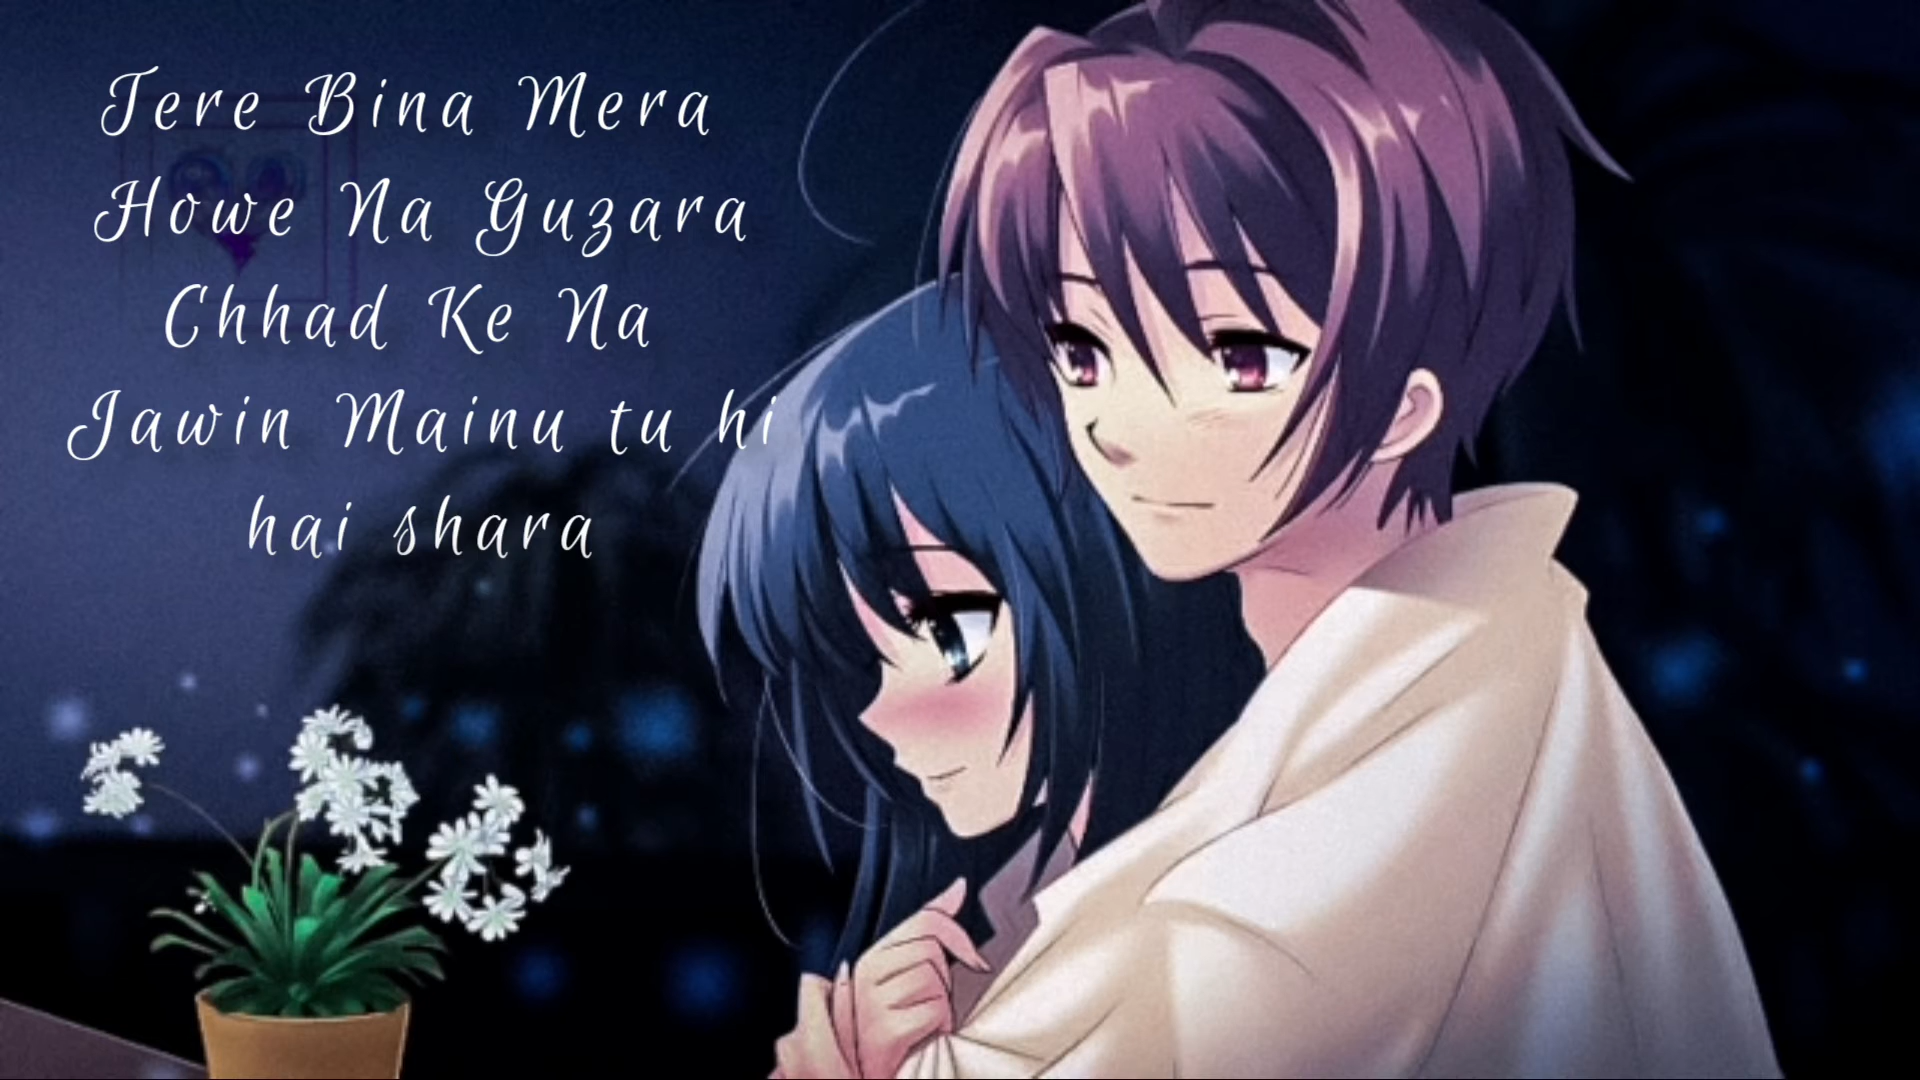 Tere Bina Mera
Howe Na Guzara
Chhad Ke Na
Jawin Mainu tu hi
hai shara